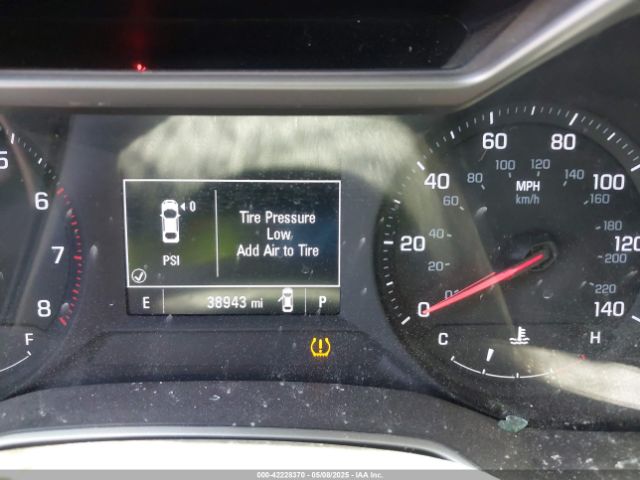 5
6
7
8
F
◄ 0
PSI
Tire Pressure
Low
Add Air to Tire
E 38943 mi P
0
20
40
60
80
100
120
140
0
20
40
60
80
100
120
140
160
180
200
220
MPH
km/h
C H
000-42228370 05/08/2025 IAA Inc.